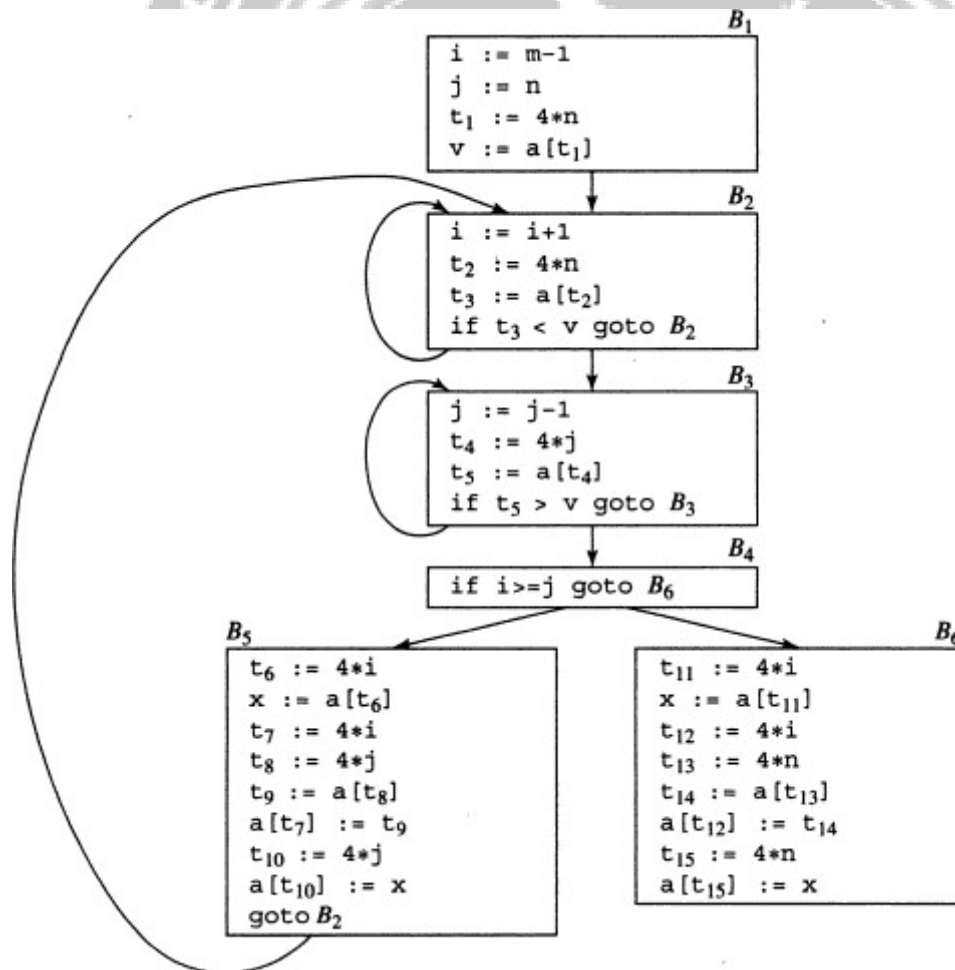 B₁
i := m-1
j := n
t₁ := 4*n
v := a[t₁]
B₂
i := i+1
t₂ := 4*n
t₃ := a[t₂]
if t₃ < v goto B₂
B₃
j := j-1
t₄ := 4*j
t₅ := a[t₄]
if t₅ > v goto B₃
B₄
if i>=j goto B₆
B₅
t₆ := 4*i
x := a[t₆]
t₇ := 4*i
t₈ := 4*j
t₉ := a[t₈]
a[t₇] := t₉
t₁₀ := 4*j
a[t₁₀] := x
goto B₂
B₆
t₁₁ := 4*i
x := a[t₁₁]
t₁₂ := 4*i
t₁₃ := 4*n
t₁₄ := a[t₁₃]
a[t₁₂] := t₁₄
t₁₅ := 4*n
a[t₁₅] := x